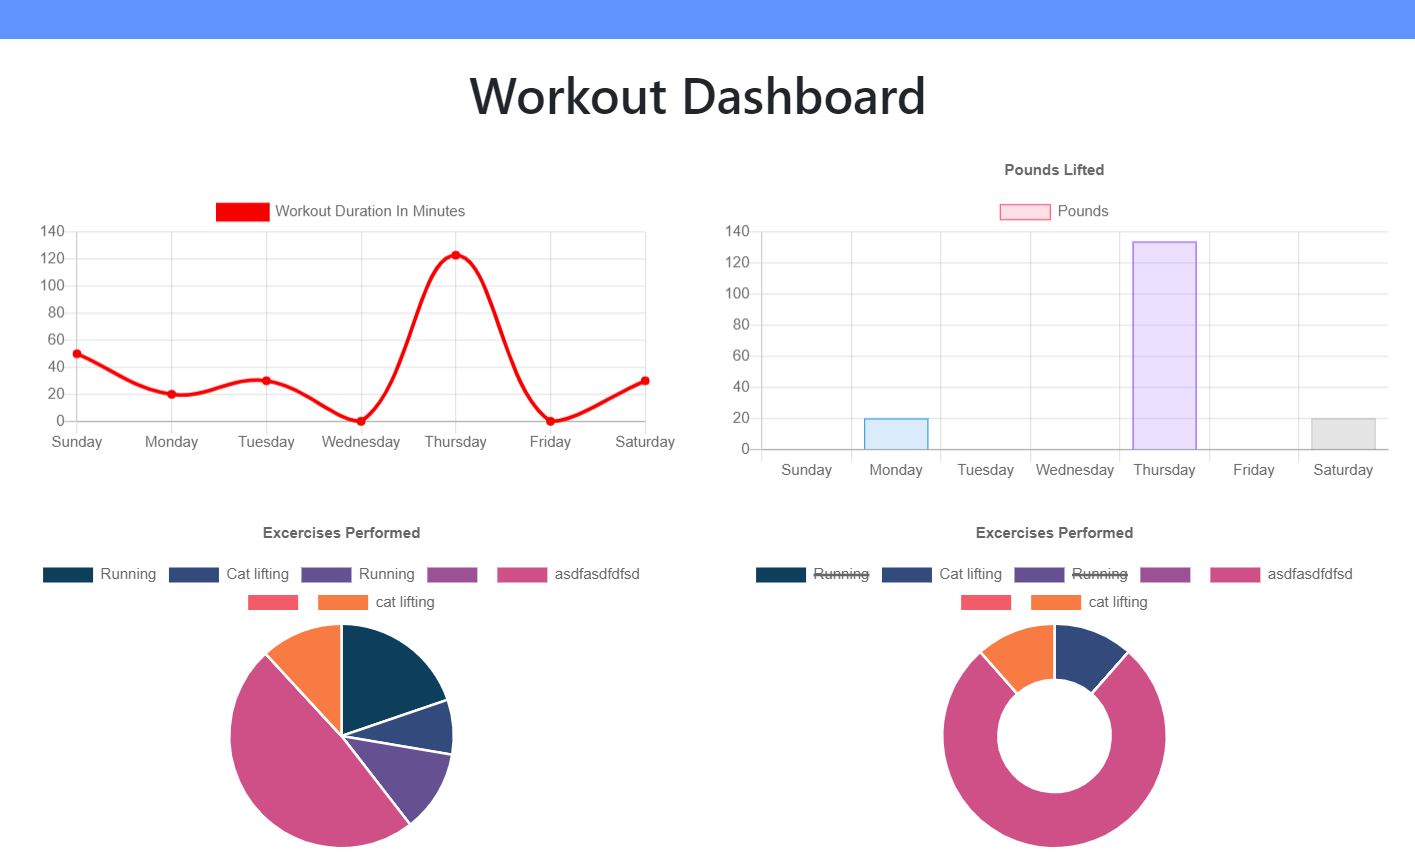 Workout Dashboard
Workout Duration In Minutes
140
120
100
80
60
40
20
0
Sunday Monday Tuesday Wednesday Thursday Friday Saturday
Pounds Lifted
Pounds
140
120
100
80
60
40
20
0
Sunday Monday Tuesday Wednesday Thursday Friday Saturday
Excercises Performed
Running Cat lifting Running asdfasdfdfsd
cat lifting
Excercises Performed
Running Cat lifting Running asdfasdfdfsd
cat lifting